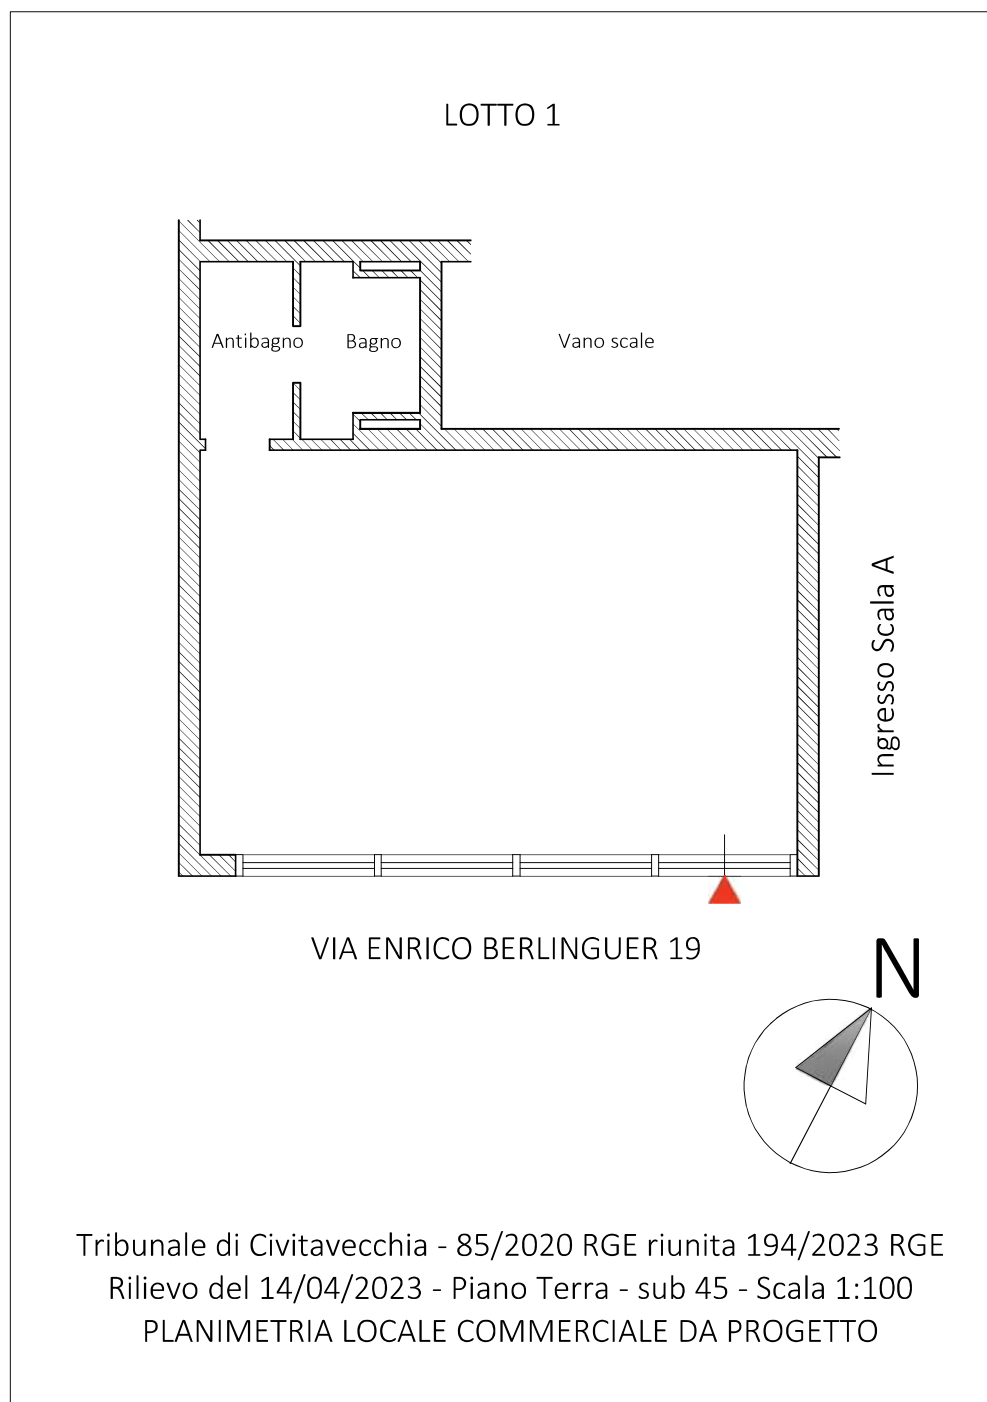 LOTTO 1
Antibagno
Bagno
Vano scale
Ingresso Scala A
VIA ENRICO BERLINGUER 19
N
Tribunale di Civitavecchia - 85/2020 RGE riunita 194/2023 RGE
Rilievo del 14/04/2023 - Piano Terra - sub 45 - Scala 1:100
PLANIMETRIA LOCALE COMMERCIALE DA PROGETTO